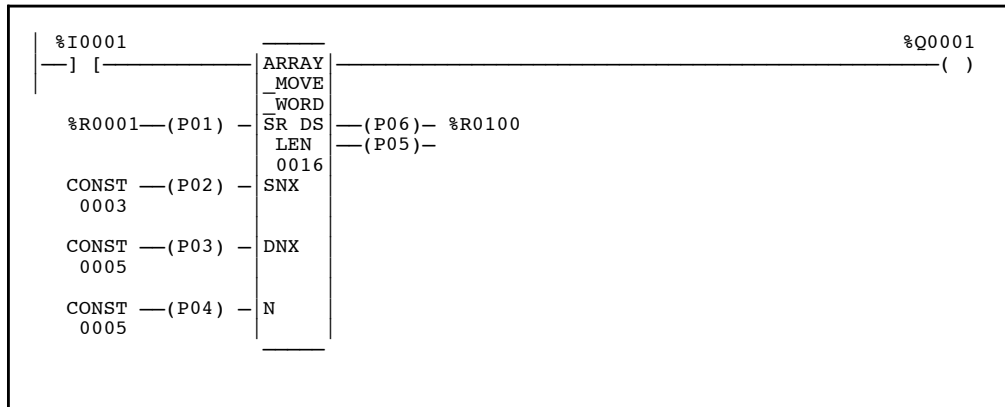 %I0001 %Q0001
] [ ARRAY ( )
_MOVE
_WORD
%R0001 (P01) SR DS (P06) %R0100
LEN (P05)
0016
CONST (P02) SNX
0003
CONST (P03) DNX
0005
CONST (P04) N
0005